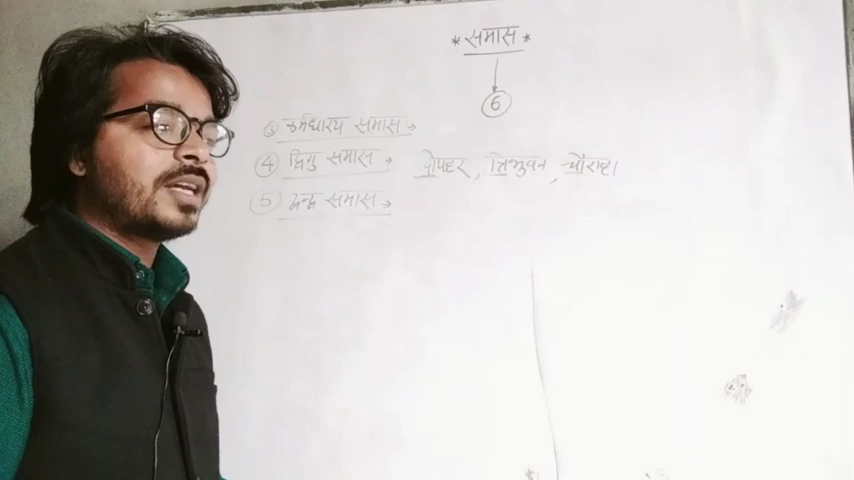 * समास *
6
③ कर्मधारय समास →
④ द्विगु समास → दोपहर, त्रिभुवन, चौराहा
⑤ द्वन्द्व समास →